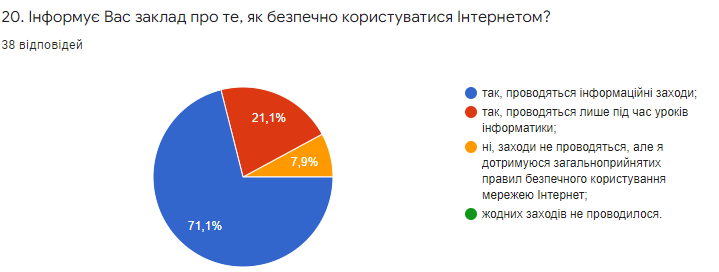 20. Інформує Вас заклад про те, як безпечно користуватися Інтернетом?
38 відповідей
так, проводяться інформаційні заходи;
так, проводяться лише під час уроків
інформатики;
ні, заходи не проводяться, але я
дотримуюся загальноприйнятих
правил безпечного користування
мережею Інтернет;
жодних заходів не проводилося.
21,1%
7,9%
71,1%